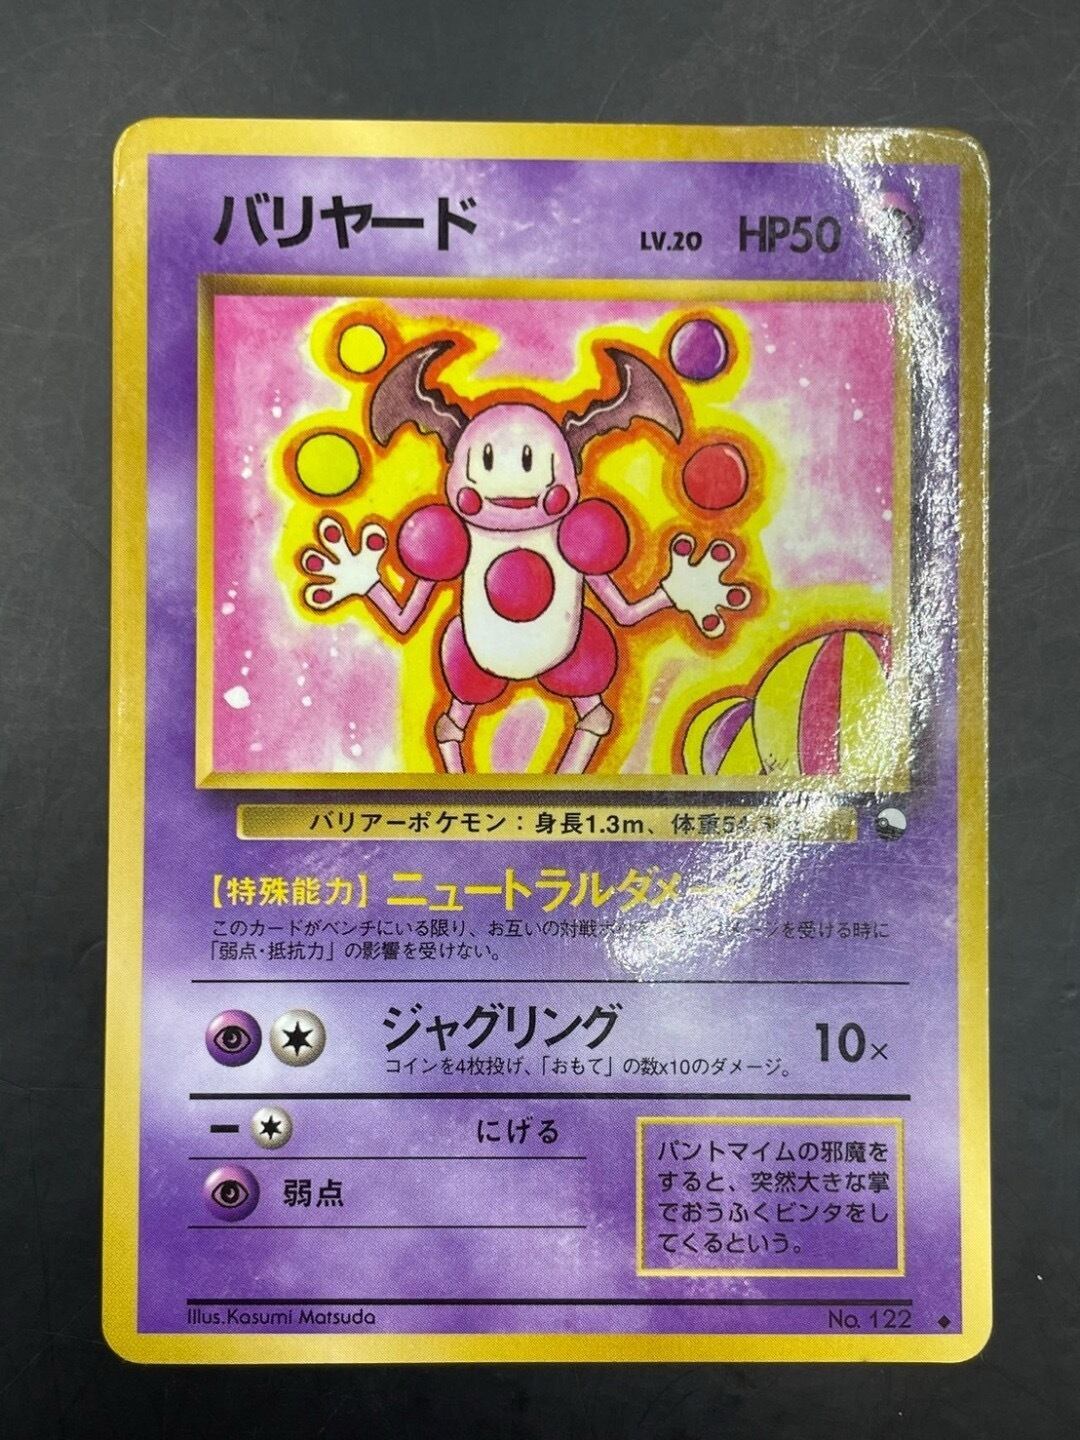 バリヤード LV.20 HP50
バリアーポケモン：身長1.3m、体重54.
【特殊能力】ニュートラルダメージ
このカードがベンチにいる限り、お互いの対戦を受ける時に
「弱点・抵抗力」の影響を受けない。
ジャグリング 10×
コインを4枚投げ、「おもて」の数x10のダメージ。
ー にげる
弱点
パントマイムの邪魔を
すると、突然大きな掌
でおうふくビンタをし
てくるという。
Illus.Kasumi Matsuda No. 122